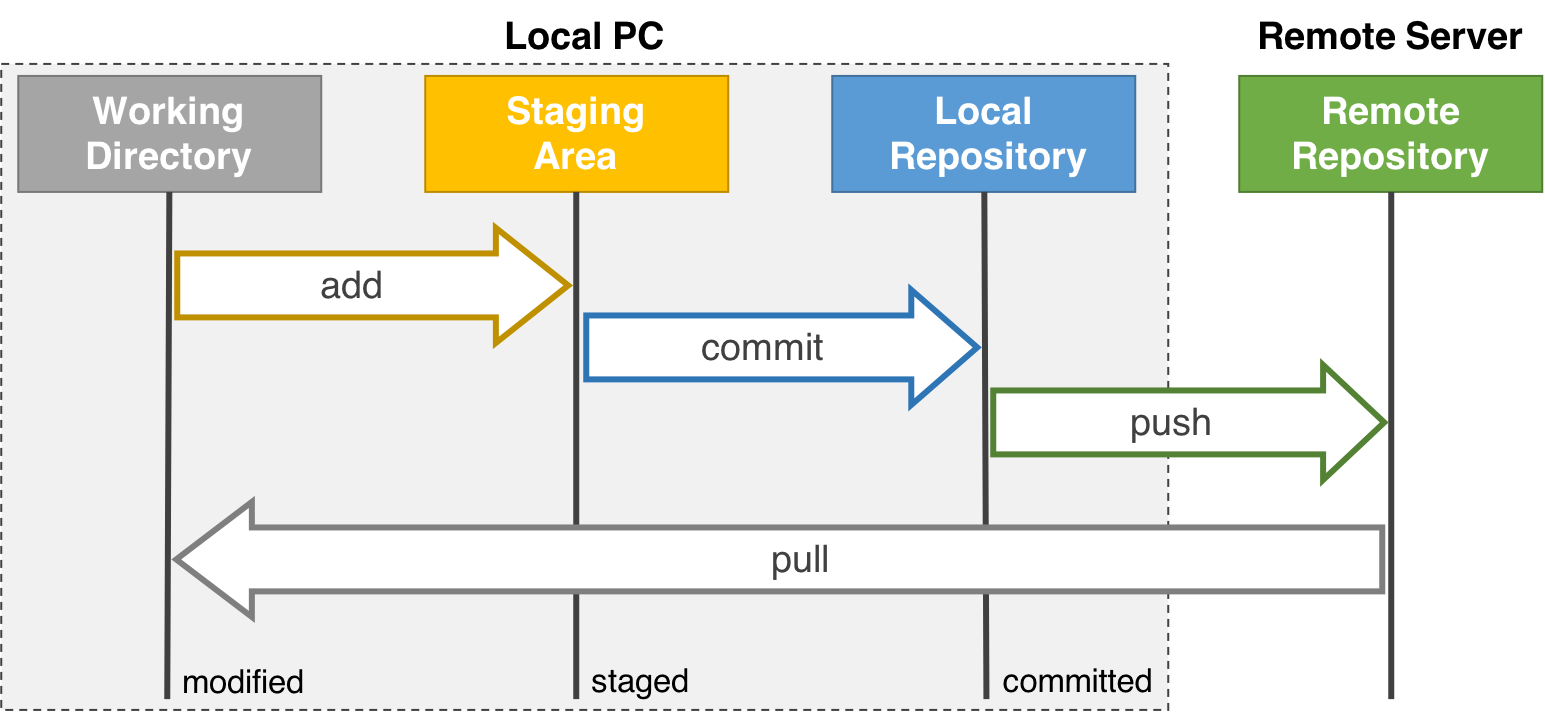 Local PC
Remote Server
Working
Directory
Staging
Area
Local
Repository
Remote
Repository
add
commit
push
pull
modified
staged
committed